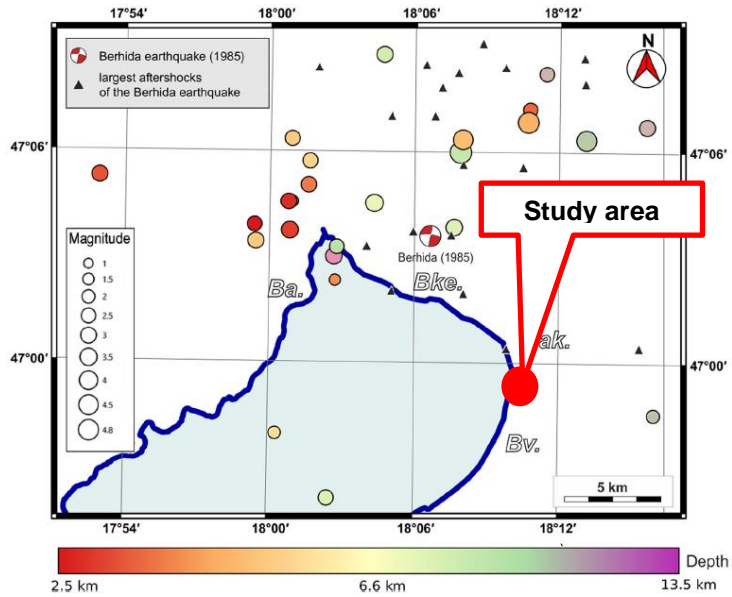 17°54′ 18°00′ 18°06′ 18°12′
Berhida earthquake (1985)
largest aftershocks
of the Berhida earthquake
N
47°06′ 47°06′
Study area
Magnitude
1
1.5
2
2.5
3
3.5
4
4.5
4.8
Berhida (1985)
Ba.
Bke.
ak.
47°00′ 47°00′
Bv.
5 km
17°54′ 18°00′ 18°06′ 18°12′
Depth
2.5 km 6.6 km 13.5 km